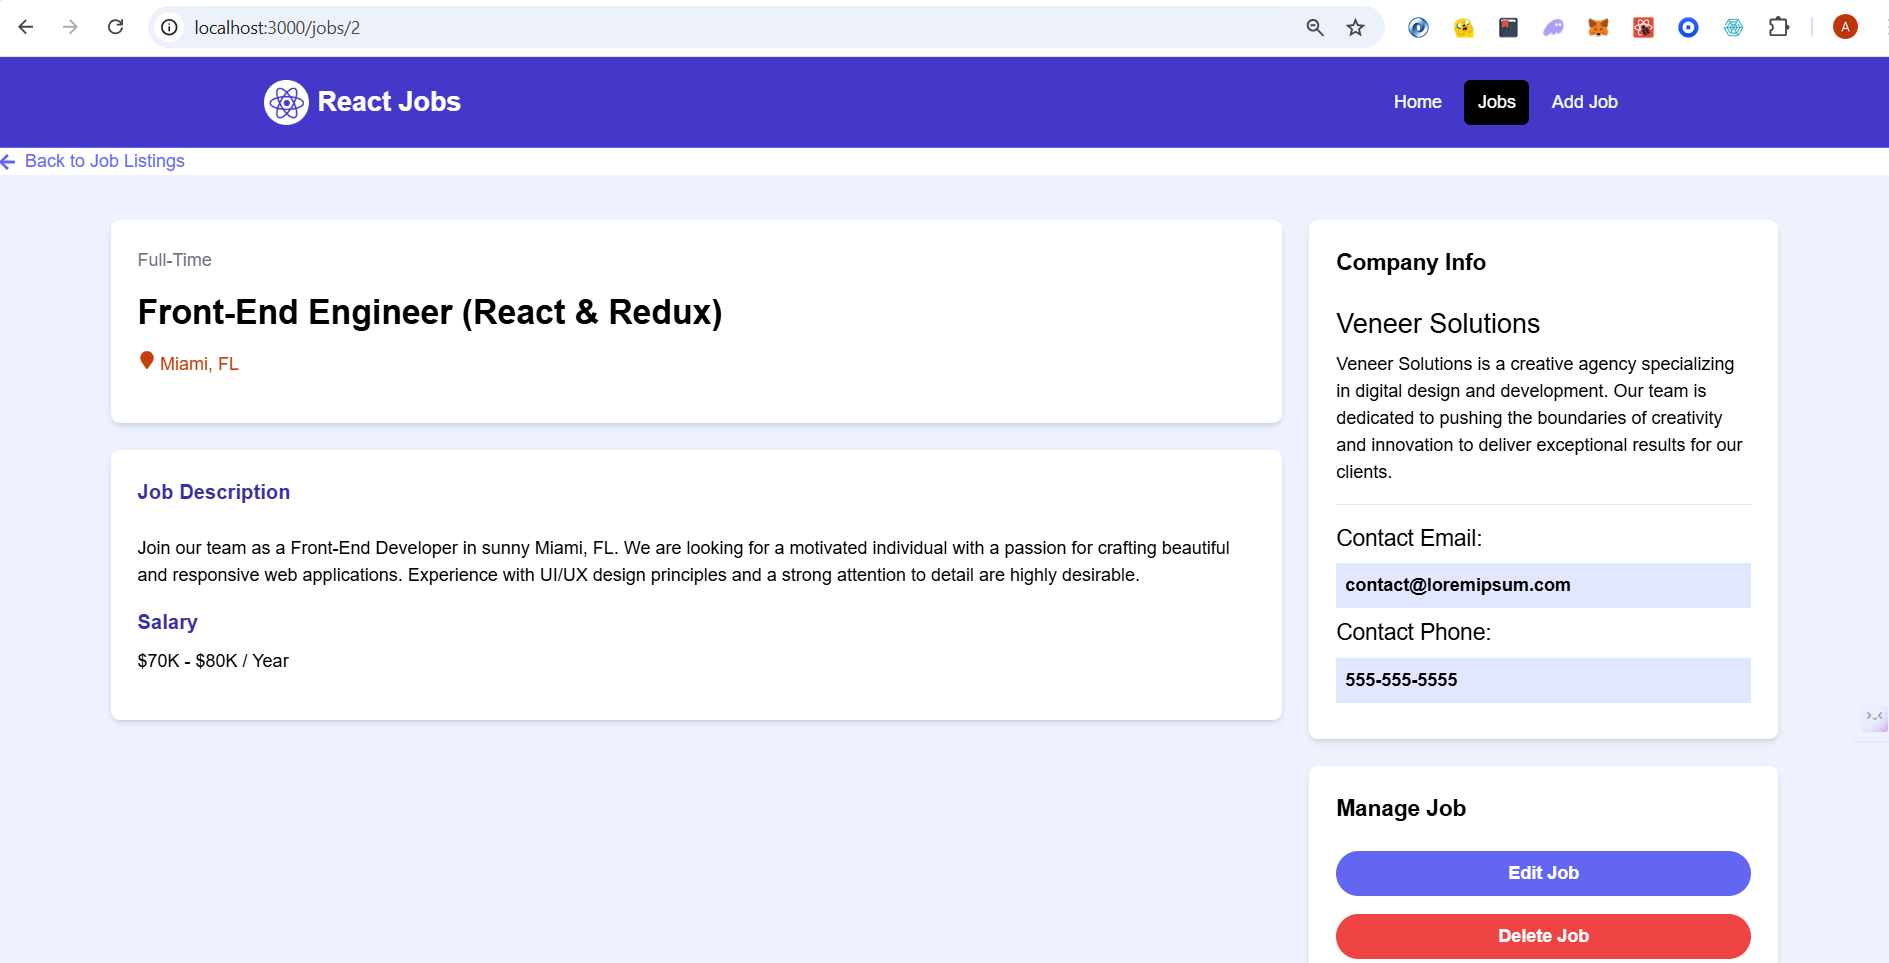 localhost:3000/jobs/2
A
React Jobs
Home
Jobs
Add Job
Back to Job Listings
Full-Time
Front-End Engineer (React & Redux)
Miami, FL
Job Description
Join our team as a Front-End Developer in sunny Miami, FL. We are looking for a motivated individual with a passion for crafting beautiful
and responsive web applications. Experience with UI/UX design principles and a strong attention to detail are highly desirable.
Salary
$70K - $80K / Year
Company Info
Veneer Solutions
Veneer Solutions is a creative agency specializing
in digital design and development. Our team is
dedicated to pushing the boundaries of creativity
and innovation to deliver exceptional results for our
clients.
Contact Email:
contact@loremipsum.com
Contact Phone:
555-555-5555
Manage Job
Edit Job
Delete Job